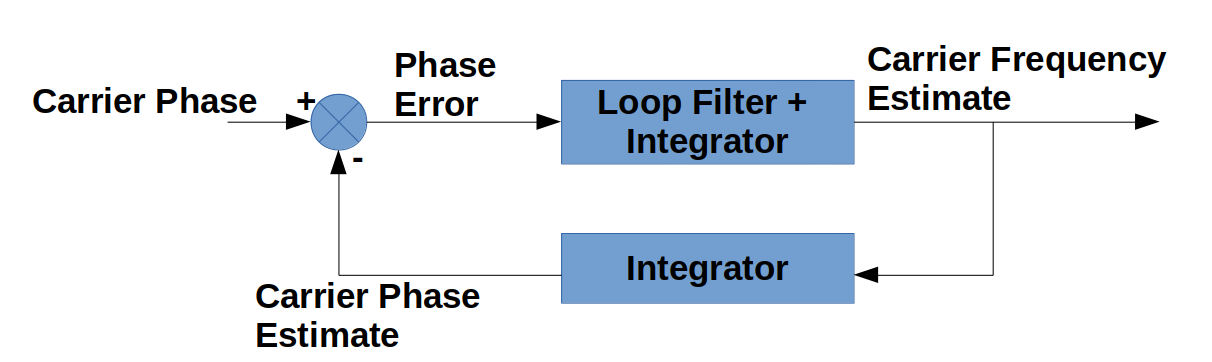 Carrier Phase
+
-
Phase
Error
Loop Filter +
Integrator
Carrier Frequency
Estimate
Integrator
Carrier Phase
Estimate